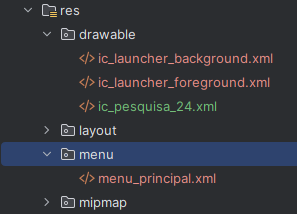 res
drawable
ic_launcher_background.xml
ic_launcher_foreground.xml
ic_pesquisa_24.xml
layout
menu
menu_principal.xml
mipmap